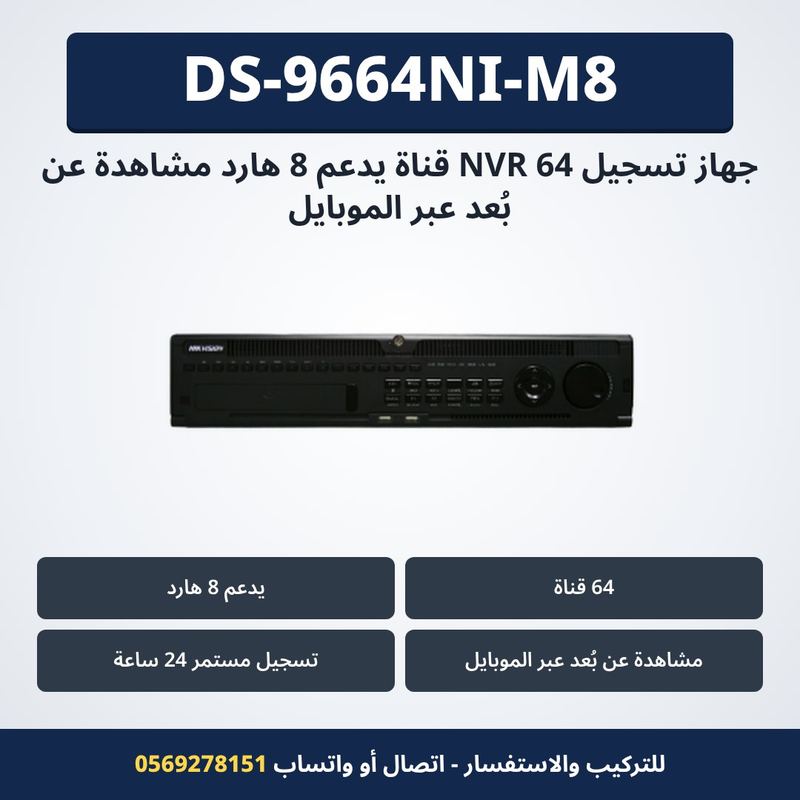 DS-9664NI-M8
جهاز تسجيل NVR 64 قناة يدعم 8 هارد مشاهدة عن
بُعد عبر الموبايل
HIKVISION
64 قناة
يدعم 8 هارد
مشاهدة عن بُعد عبر الموبايل
تسجيل مستمر 24 ساعة
للتركيب والاستفسار - اتصال أو واتساب 0569278151